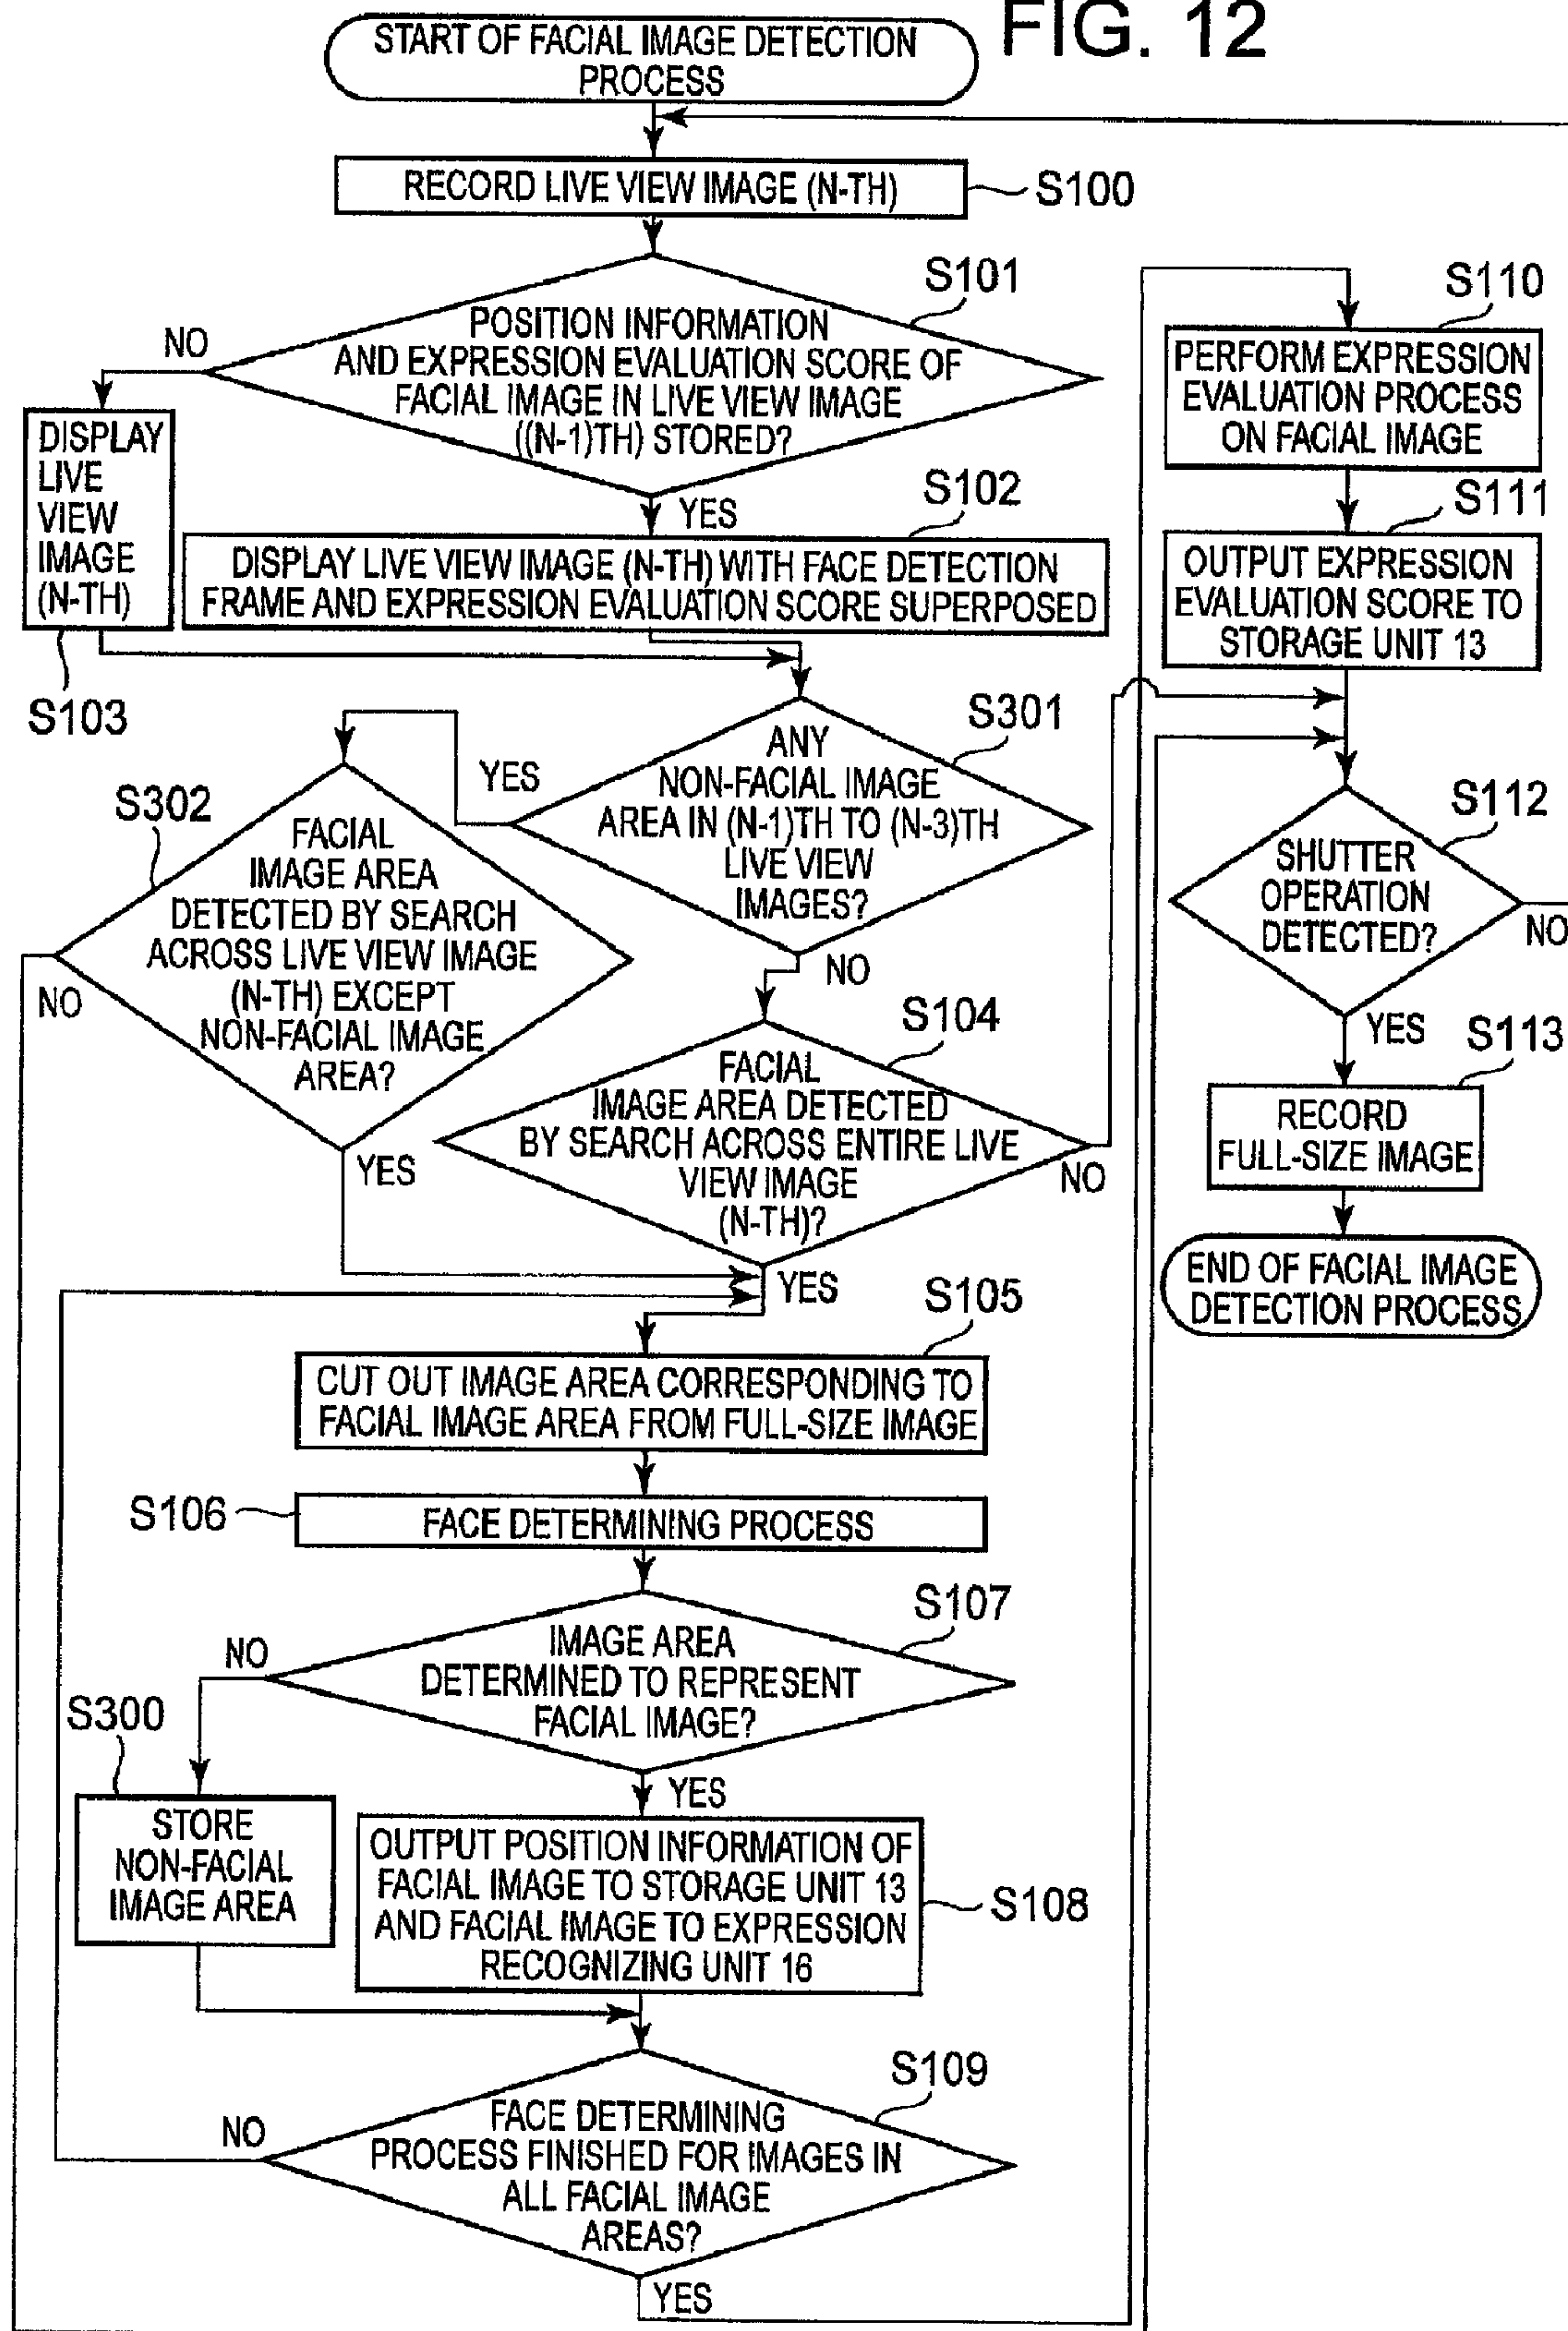 FIG. 12
START OF FACIAL IMAGE DETECTION
PROCESS
RECORD LIVE VIEW IMAGE (N-TH)
S100
S101
POSITION INFORMATION
AND EXPRESSION EVALUATION SCORE OF
FACIAL IMAGE IN LIVE VIEW IMAGE
((N-1)TH) STORED?
NO
YES
DISPLAY
LIVE
VIEW
IMAGE
(N-TH)
S103
S102
DISPLAY LIVE VIEW IMAGE (N-TH) WITH FACE DETECTION
FRAME AND EXPRESSION EVALUATION SCORE SUPERPOSED
S301
ANY
NON-FACIAL IMAGE
AREA IN (N-1)TH TO (N-3)TH
LIVE VIEW
IMAGES?
YES
NO
S302
FACIAL
IMAGE AREA
DETECTED BY SEARCH
ACROSS LIVE VIEW IMAGE
(N-TH) EXCEPT
NON-FACIAL IMAGE
AREA?
NO
YES
S104
FACIAL
IMAGE AREA DETECTED
BY SEARCH ACROSS ENTIRE LIVE
VIEW IMAGE
(N-TH)?
NO
YES
S105
CUT OUT IMAGE AREA CORRESPONDING TO
FACIAL IMAGE AREA FROM FULL-SIZE IMAGE
S106
FACE DETERMINING PROCESS
S107
IMAGE AREA
DETERMINED TO REPRESENT
FACIAL IMAGE?
NO
YES
S300
STORE
NON-FACIAL
IMAGE AREA
OUTPUT POSITION INFORMATION OF
FACIAL IMAGE TO STORAGE UNIT 13
AND FACIAL IMAGE TO EXPRESSION
RECOGNIZING UNIT 16
S108
S109
FACE DETERMINING
PROCESS FINISHED FOR IMAGES IN
ALL FACIAL IMAGE
AREAS?
NO
YES
S110
PERFORM EXPRESSION
EVALUATION PROCESS
ON FACIAL IMAGE
S111
OUTPUT EXPRESSION
EVALUATION SCORE TO
STORAGE UNIT 13
S112
SHUTTER
OPERATION
DETECTED?
NO
YES
S113
RECORD
FULL-SIZE IMAGE
END OF FACIAL IMAGE
DETECTION PROCESS